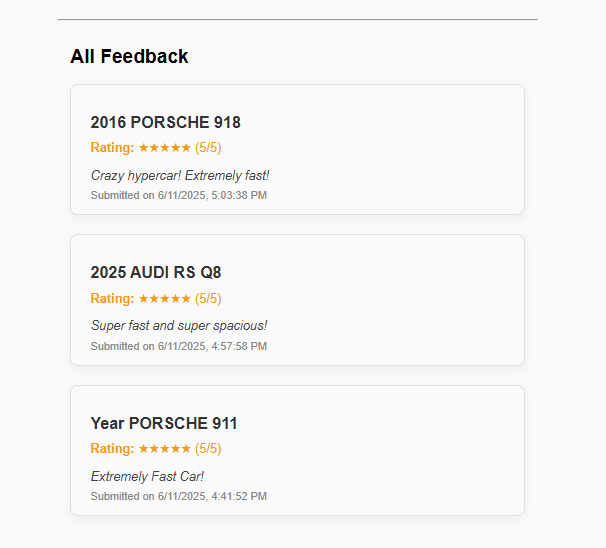 All Feedback
2016 PORSCHE 918
Rating: ★★★★★ (5/5)
Crazy hypercar! Extremely fast!
Submitted on 6/11/2025, 5:03:38 PM
2025 AUDI RS Q8
Rating: ★★★★★ (5/5)
Super fast and super spacious!
Submitted on 6/11/2025, 4:57:58 PM
Year PORSCHE 911
Rating: ★★★★★ (5/5)
Extremely Fast Car!
Submitted on 6/11/2025, 4:41:52 PM